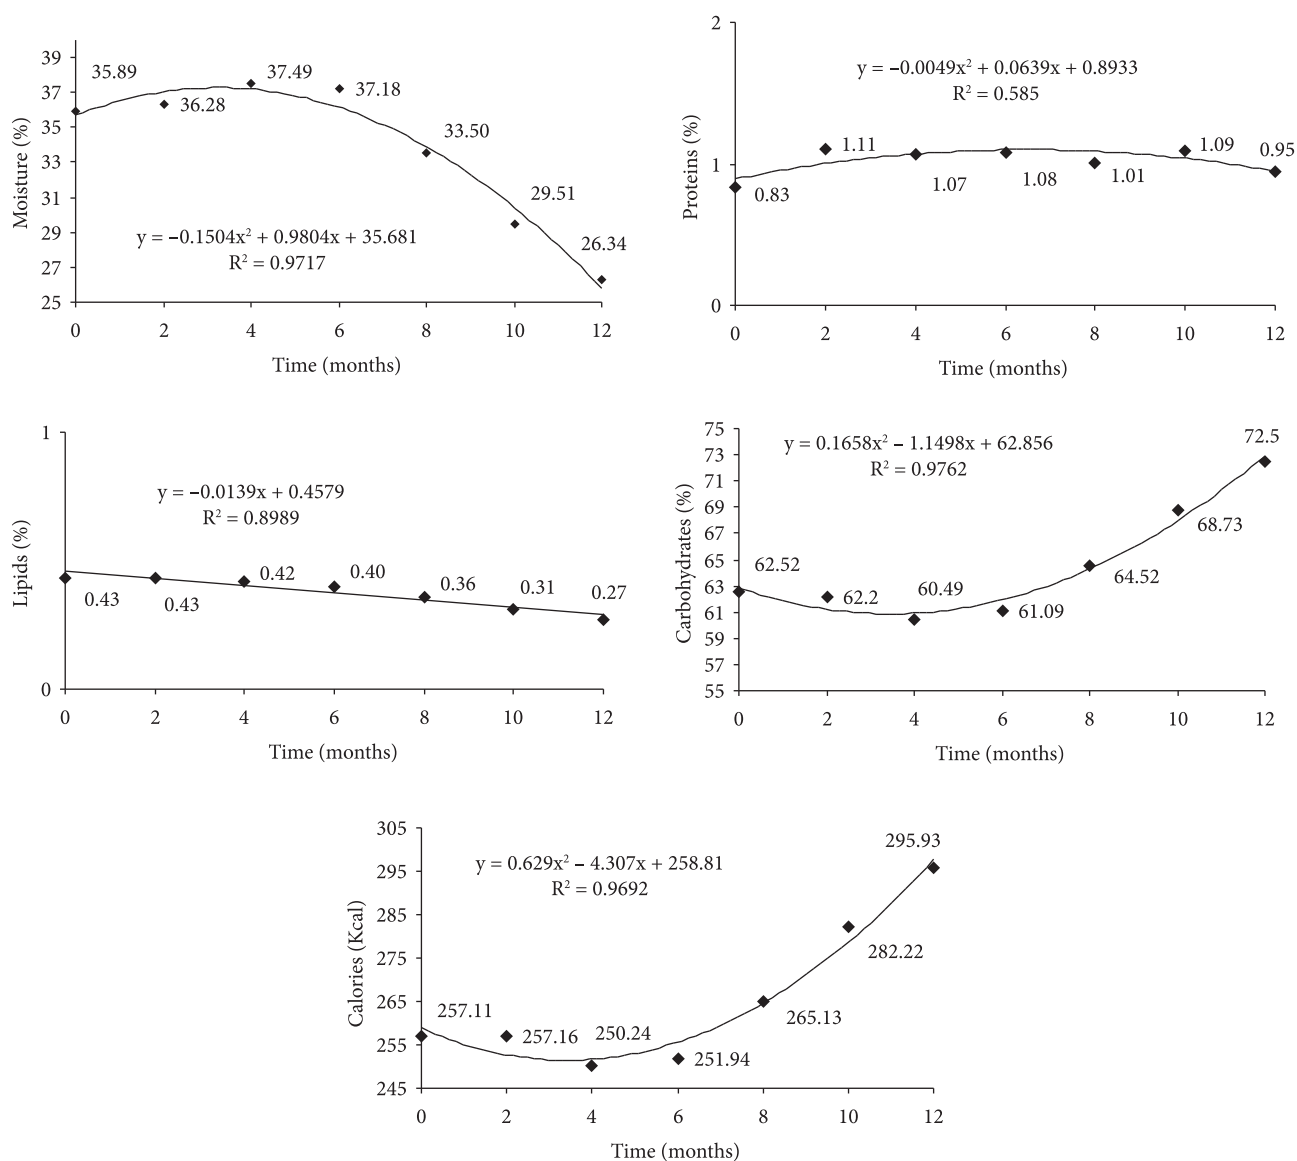 39
37
35
33
31
29
27
25
Moisture (%)
35.89
36.28
37.49
37.18
33.50
29.51
26.34
y = –0.1504x² + 0.9804x + 35.681
R² = 0.9717
0 2 4 6 8 10 12
Time (months)
2
1
0
Proteins (%)
y = –0.0049x² + 0.0639x + 0.8933
R² = 0.585
0.83
1.11
1.07
1.08
1.01
1.09
0.95
0 2 4 6 8 10 12
Time (months)
1
0
Lipids (%)
y = –0.0139x + 0.4579
R² = 0.8989
0.43
0.43
0.42
0.40
0.36
0.31
0.27
0 2 4 6 8 10 12
Time (months)
75
73
71
69
67
65
63
61
59
57
55
Carbohydrates (%)
y = 0.1658x² – 1.1498x + 62.856
R² = 0.9762
62.52
62.2
60.49
61.09
64.52
68.73
72.5
0 2 4 6 8 10 12
Time (months)
305
295
285
275
265
255
245
Calories (Kcal)
y = 0.629x² – 4.307x + 258.81
R² = 0.9692
257.11
257.16
250.24
251.94
265.13
282.22
295.93
0 2 4 6 8 10 12
Time (months)